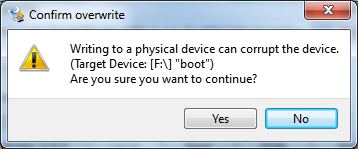 Confirm overwrite
Writing to a physical device can corrupt the device.
(Target Device: [F:\] "boot")
Are you sure you want to continue?
Yes
No